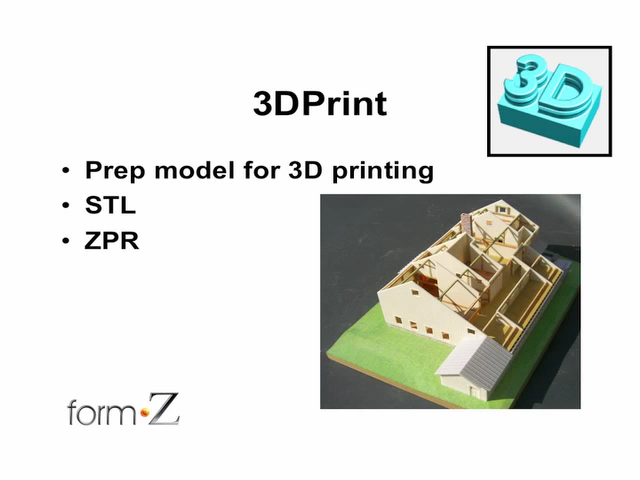 3D
3DPrint
• Prep model for 3D printing
• STL
• ZPR
form•Z